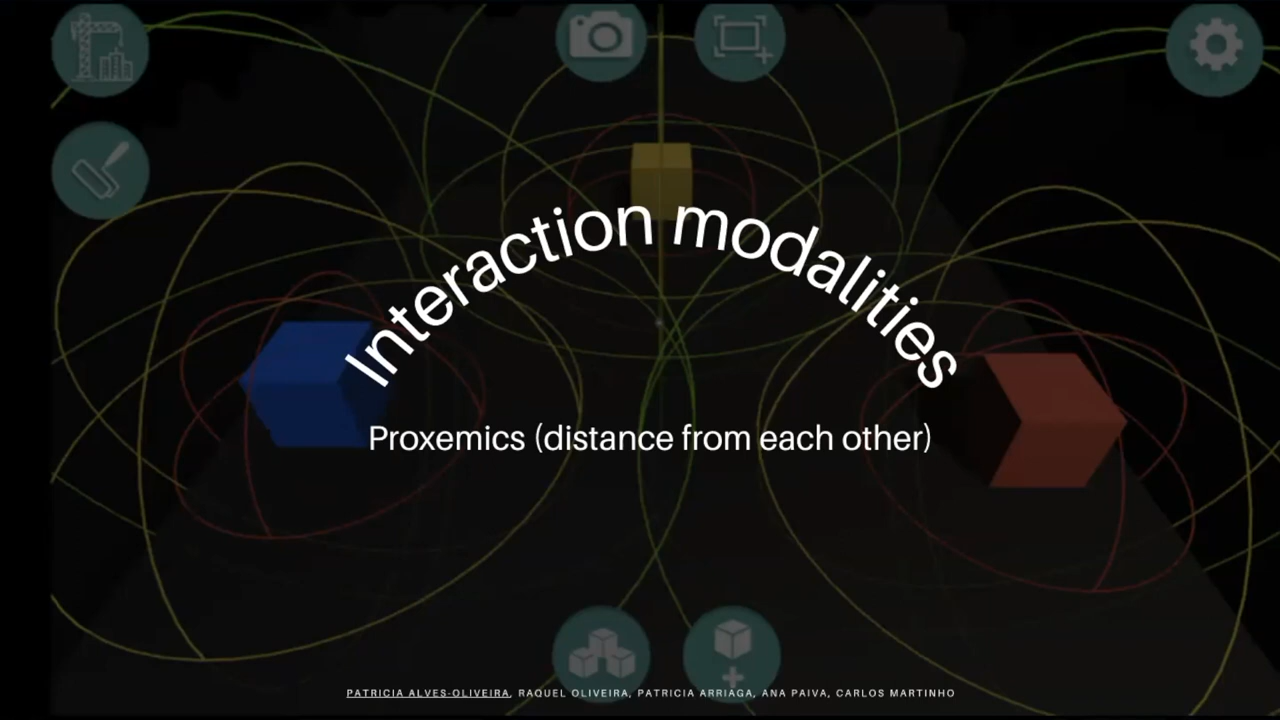 Interaction modalities
Proxemics (distance from each other)
PATRICIA ALVES-OLIVEIRA, RAQUEL OLIVEIRA, PATRICIA ARRIAGA, ANA PAIVA, CARLOS MARTINHO